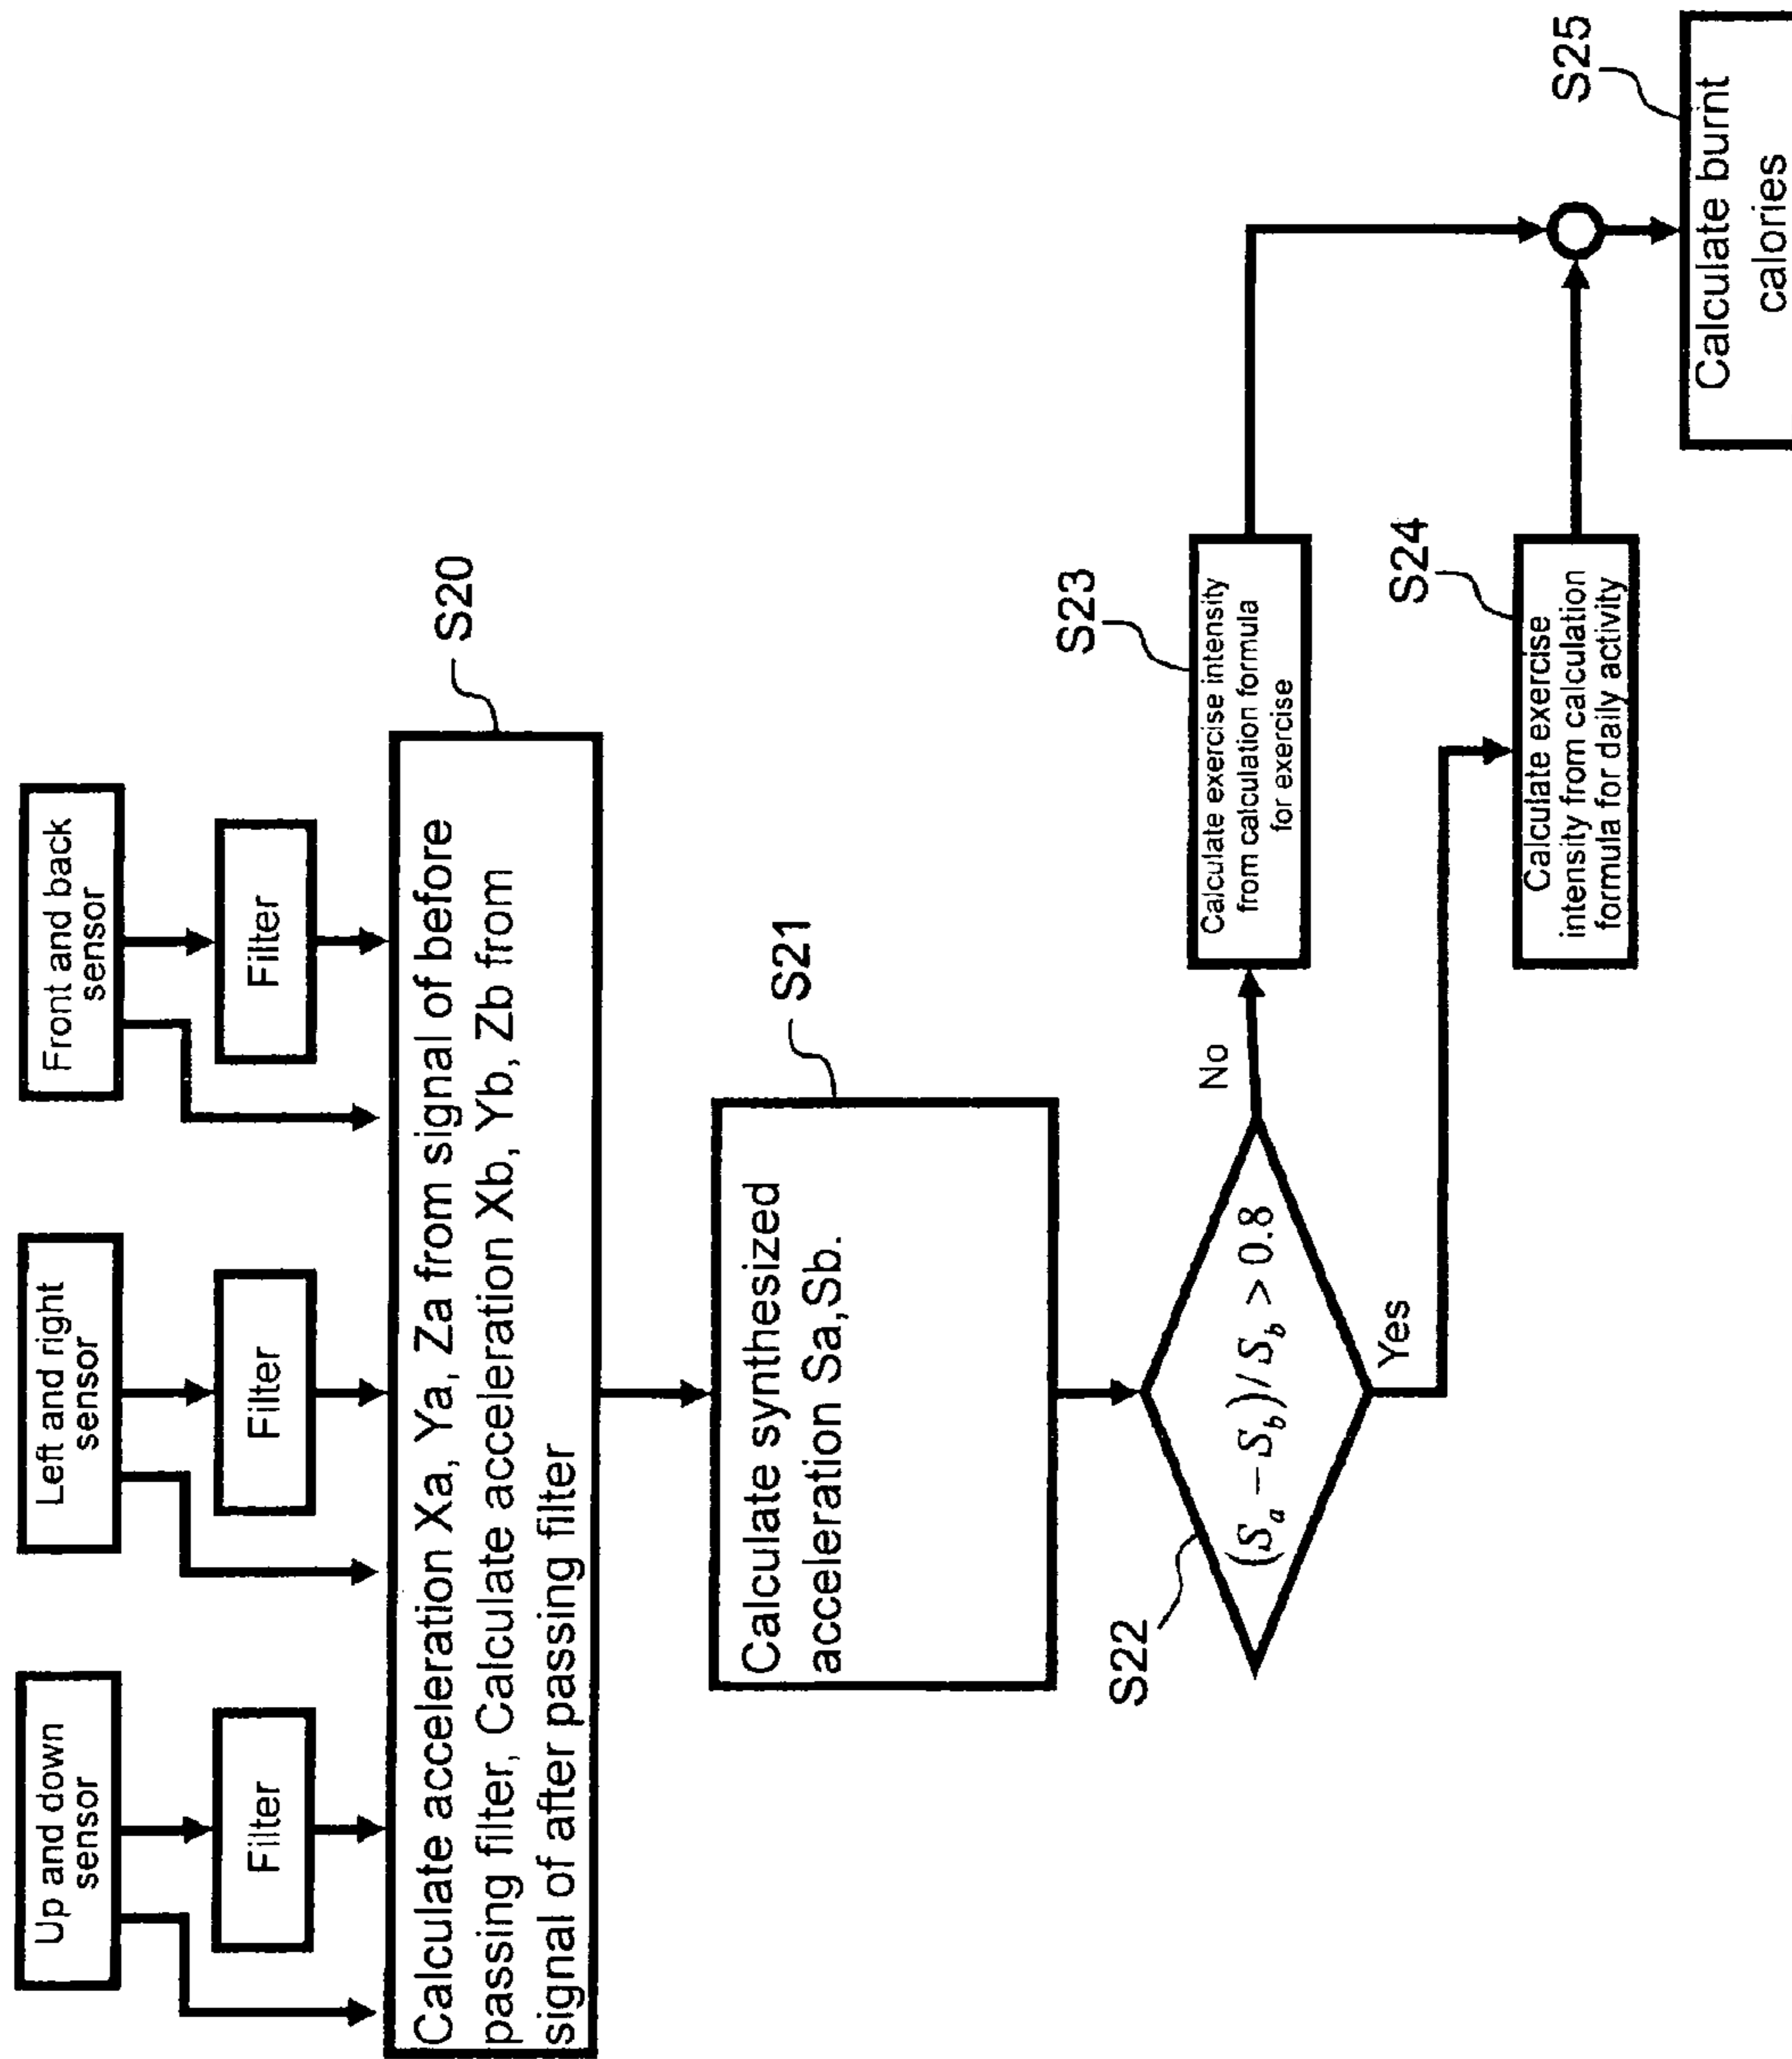 Up and down
sensor
Left and right
sensor
Front and back
sensor
Filter
Filter
Filter
Calculate acceleration Xa, Ya, Za from signal of before
passing filter, Calculate acceleration Xb, Yb, Zb from
signal of after passing filter
S20
Calculate synthesized
acceleration Sa,Sb.
S21
S22
(S_a − S_b)/S_b > 0.8
No
Yes
S23
Calculate exercise intensity
from calculation formula
for exercise
S24
Calculate exercise
intensity from calculation
formula for daily activity
S25
Calculate burnt
calories